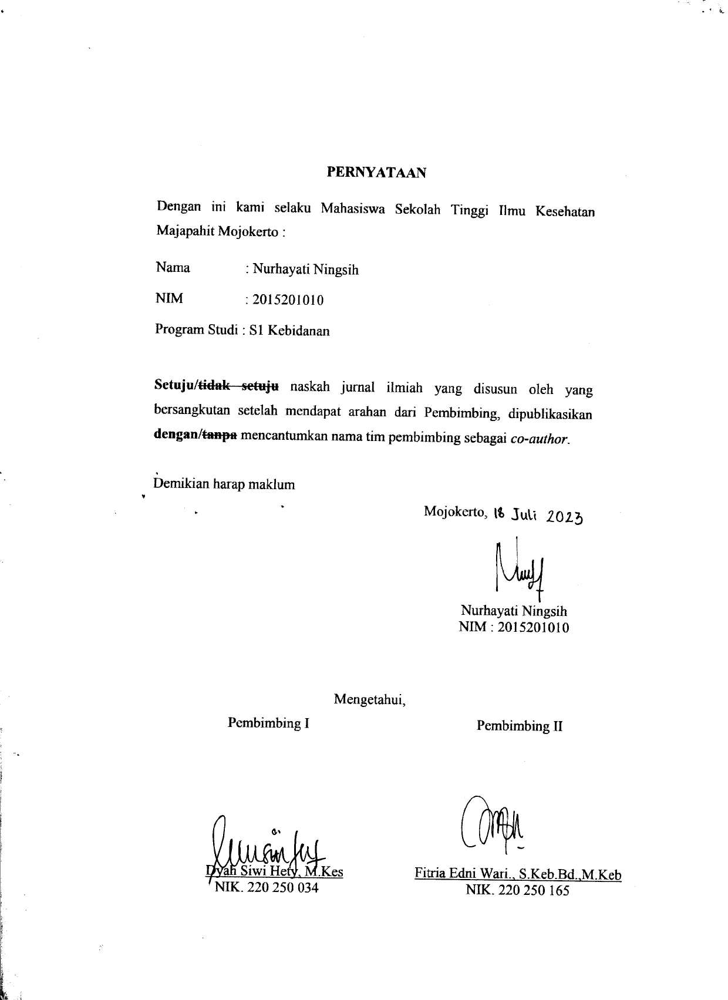 PERNYATAAN
Dengan ini kami selaku Mahasiswa Sekolah Tinggi Ilmu Kesehatan
Majapahit Mojokerto :
Nama : Nurhayati Ningsih
NIM : 2015201010
Program Studi : S1 Kebidanan
Setuju/tidak setuju naskah jurnal ilmiah yang disusun oleh yang
bersangkutan setelah mendapat arahan dari Pembimbing, dipublikasikan
dengan/tanpa mencantumkan nama tim pembimbing sebagai co-author.
Demikian harap maklum
Mojokerto, 18 Juli 2023
Nurhayati Ningsih
NIM : 2015201010
Mengetahui,
Pembimbing I Pembimbing II
Dyah Siwi Hety, M.Kes Fitria Edni Wari., S.Keb.Bd.,M.Keb
NIK. 220 250 034 NIK. 220 250 165